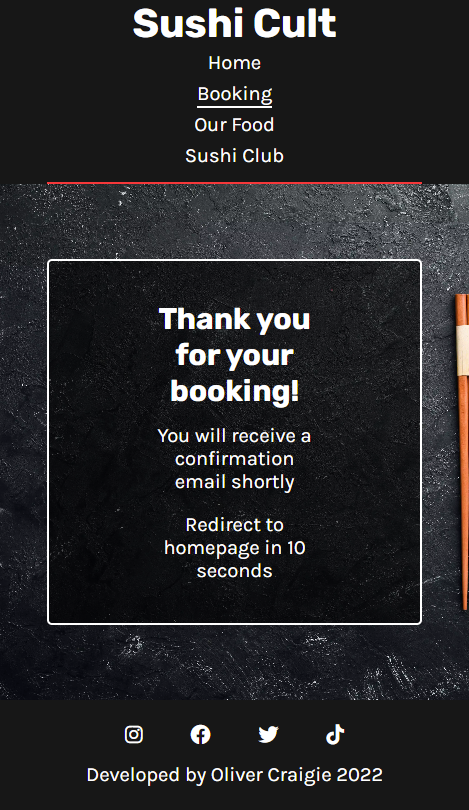 Sushi Cult
Home
Booking
Our Food
Sushi Club
Thank you
for your
booking!
You will receive a
confirmation
email shortly
Redirect to
homepage in 10
seconds
Developed by Oliver Craigie 2022